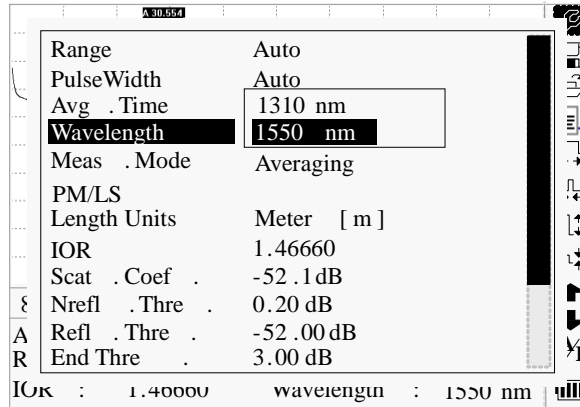 A 30.554
Range Auto
PulseWidth Auto
Avg . Time 1310 nm
Wavelength 1550 nm
Meas . Mode Averaging
PM/LS
Length Units Meter [ m ]
IOR 1.46660
Scat . Coef . -52 .1dB
Nrefl . Thre . 0.20 dB
A Refl . Thre . -52 .00 dB
R End Thre . 3.00 dB
IOR : 1.46660 Wavelength : 1550 nm